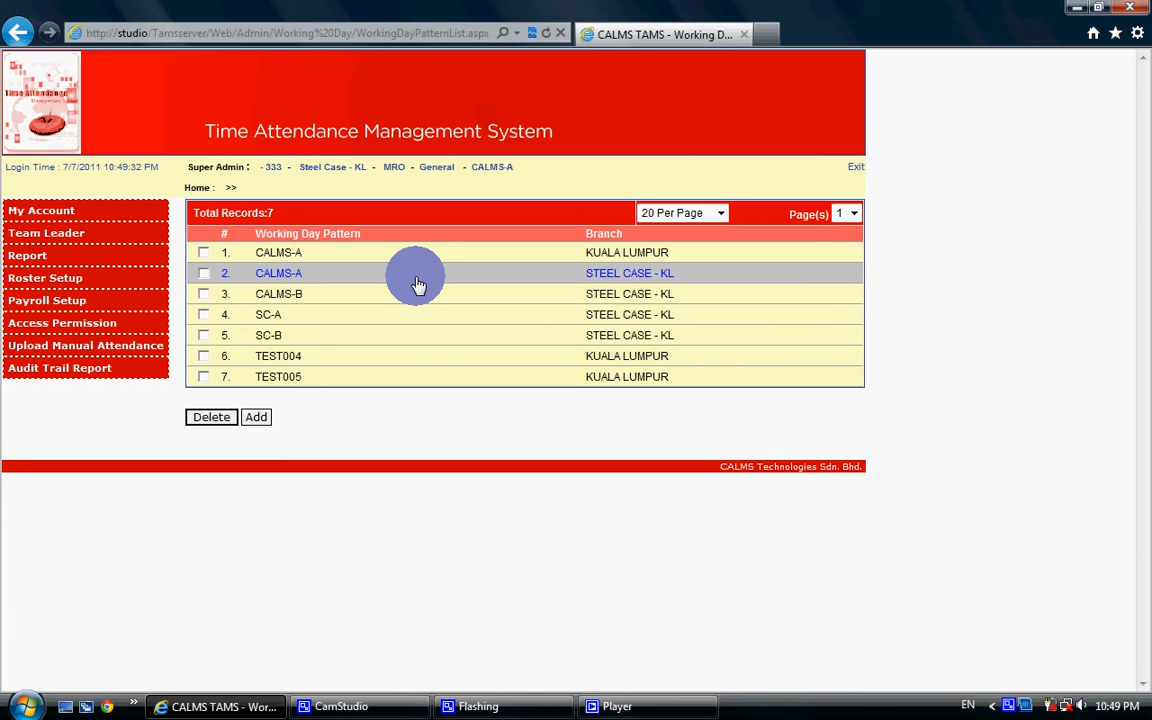 http://studio/Tamsserver/Web/Admin/Working%20Day/WorkingDayPatternList.aspx
CALMS TAMS - Working D...
Time Attendance
Time Attendance Management System
Login Time : 7/7/2011 10:49:32 PM
Super Admin : - 333 - Steel Case - KL - MRO - General - CALMS-A
Exit
Home : >>
My Account
Team Leader
Report
Roster Setup
Payroll Setup
Access Permission
Upload Manual Attendance
Audit Trail Report
Total Records:7
20 Per Page
Page(s) 1
# Working Day Pattern Branch
1. CALMS-A KUALA LUMPUR
2. CALMS-A STEEL CASE - KL
3. CALMS-B STEEL CASE - KL
4. SC-A STEEL CASE - KL
5. SC-B STEEL CASE - KL
6. TEST004 KUALA LUMPUR
7. TEST005 KUALA LUMPUR
Delete Add
CALMS Technologies Sdn. Bhd.
CALMS TAMS - Wor...
CamStudio
Flashing
Player
EN
10:49 PM